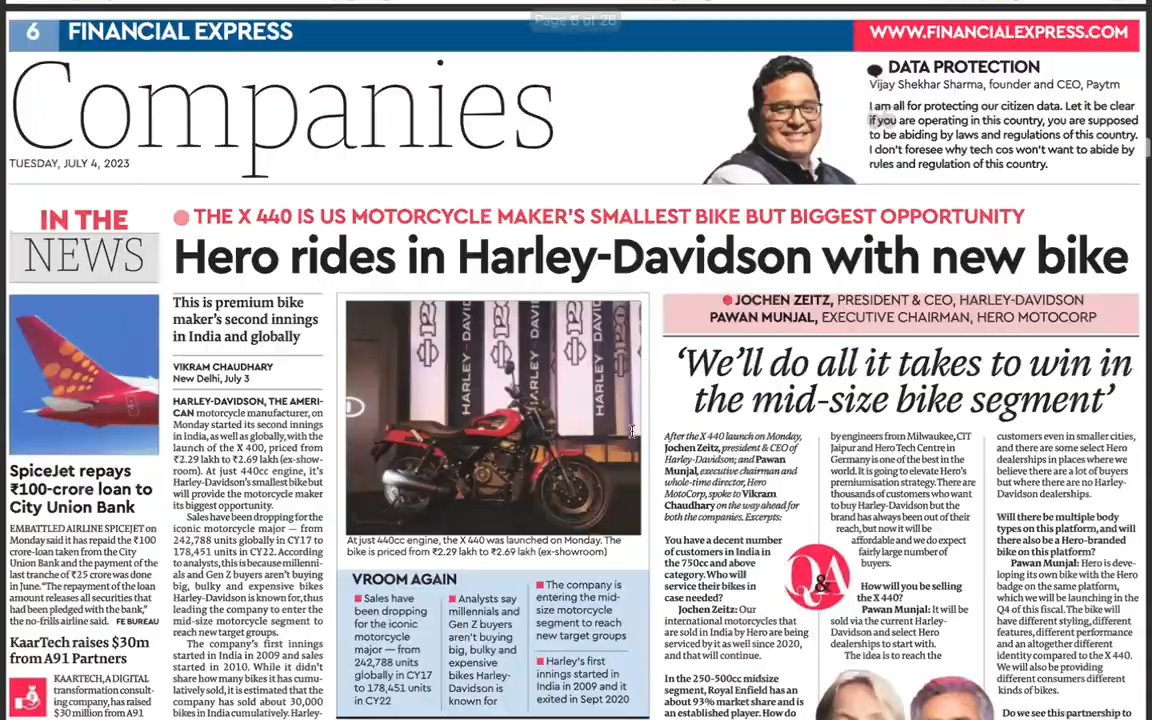 Page 6 of 28
6 FINANCIAL EXPRESS
WWW.FINANCIALEXPRESS.COM
Companies
TUESDAY, JULY 4, 2023
DATA PROTECTION
Vijay Shekhar Sharma, founder and CEO, Paytm
I am all for protecting our citizen data. Let it be clear
if you are operating in this country, you are supposed
to be abiding by laws and regulations of this country.
I don't foresee why tech cos won't want to abide by
rules and regulation of this country.
IN THE
NEWS
SpiceJet repays
₹100-crore loan to
City Union Bank
EMBATTLED AIRLINE SPICEJET on
Monday said it has repaid the ₹100
crore-loan taken from the City
Union Bank and the payment of the
last tranche of ₹25 crore was done
in June. "The repayment of the loan
amount releases all securities that
had been pledged with the bank,"
the no-frills airline said. FE BUREAU
KaarTech raises $30m
from A91 Partners
KAARTECH, A DIGITAL
transformation consult-
ing company, has raised
$30 million from A91
THE X 440 IS US MOTORCYCLE MAKER'S SMALLEST BIKE BUT BIGGEST OPPORTUNITY
Hero rides in Harley-Davidson with new bike
This is premium bike
maker's second innings
in India and globally
VIKRAM CHAUDHARY
New Delhi, July 3
HARLEY-DAVIDSON, THE AMERI-
CAN motorcycle manufacturer, on
Monday started its second innings
in India, as well as globally, with the
launch of the X 400, priced from
₹2.29 lakh to ₹2.69 lakh (ex-show-
room). At just 440cc engine, it's
Harley-Davidson's smallest bike but
will provide the motorcycle maker
its biggest opportunity.
Sales have been dropping for the
iconic motorcycle major — from
242,788 units globally in CY17 to
178,451 units in CY22. According
to analysts, this is because millenni-
als and Gen Z buyers aren't buying
big, bulky and expensive bikes
Harley-Davidson is known for, thus
leading the company to enter the
mid-size motorcycle segment to
reach new target groups.
The company's first innings
started in India in 2009 and sales
started in 2010. While it didn't
share how many bikes it has cumu-
latively sold, it is estimated that the
company has sold about 30,000
bikes in India cumulatively. Harley-
HARLEY DAVIDSON
120
At just 440cc engine, the X 440 was launched on Monday. The
bike is priced from ₹2.29 lakh to ₹2.69 lakh (ex-showroom)
VROOM AGAIN
Sales have
been dropping
for the iconic
motorcycle
major — from
242,788 units
globally in CY17
to 178,451 units
in CY22
Analysts say
millennials and
Gen Z buyers
aren't buying
big, bulky and
expensive
bikes Harley-
Davidson is
known for
The company is
entering the mid-
size motorcycle
segment to reach
new target groups
Harley's first
innings started in
India in 2009 and it
exited in Sept 2020
JOCHEN ZEITZ, PRESIDENT & CEO, HARLEY-DAVIDSON
PAWAN MUNJAL, EXECUTIVE CHAIRMAN, HERO MOTOCORP
'We'll do all it takes to win in
the mid-size bike segment'
After the X 440 launch on Monday,
Jochen Zeitz, president & CEO of
Harley-Davidson; and Pawan
Munjal, executive chairman and
whole-time director, Hero
MotoCorp, spoke to Vikram
Chaudhary on the way ahead for
both the companies. Excerpts:
You have a decent number
of customers in India in
the 750cc and above
category. Who will
service their bikes in
case needed?
Jochen Zeitz: Our
international motorcycles that
are sold in India by Hero are being
serviced by it as well since 2020,
and that will continue.
In the 250-500cc midsize
segment, Royal Enfield has an
about 93% market share and is
an established player. How do
by engineers from Milwaukee, CIT
Jaipur and Hero Tech Centre in
Germany is one of the best in the
world. It is going to elevate Hero's
premiumisation strategy. There are
thousands of customers who want
to buy Harley-Davidson but the
brand has always been out of their
reach, but now it will be
affordable and we do expect
fairly large number of
buyers.
Q&A
How will you be selling
the X 440?
Pawan Munjal: It will be
sold via the current Harley-
Davidson and select Hero
dealerships to start with.
The idea is to reach the
customers even in smaller cities,
and there are some select Hero
dealerships in places where we
believe there are a lot of buyers
but where there are no Harley-
Davidson dealerships.
Will there be multiple body
types on this platform, and will
there also be a Hero-branded
bike on this platform?
Pawan Munjal: Hero is deve-
loping its own bike with the Hero
badge on the same platform,
which we will be launching in the
Q4 of this fiscal. The bike will
have different styling, different
features, different performance
and an altogether different
identity compared to the X 440.
We will also be providing
different consumers different
kinds of bikes.
Do we see this partnership to